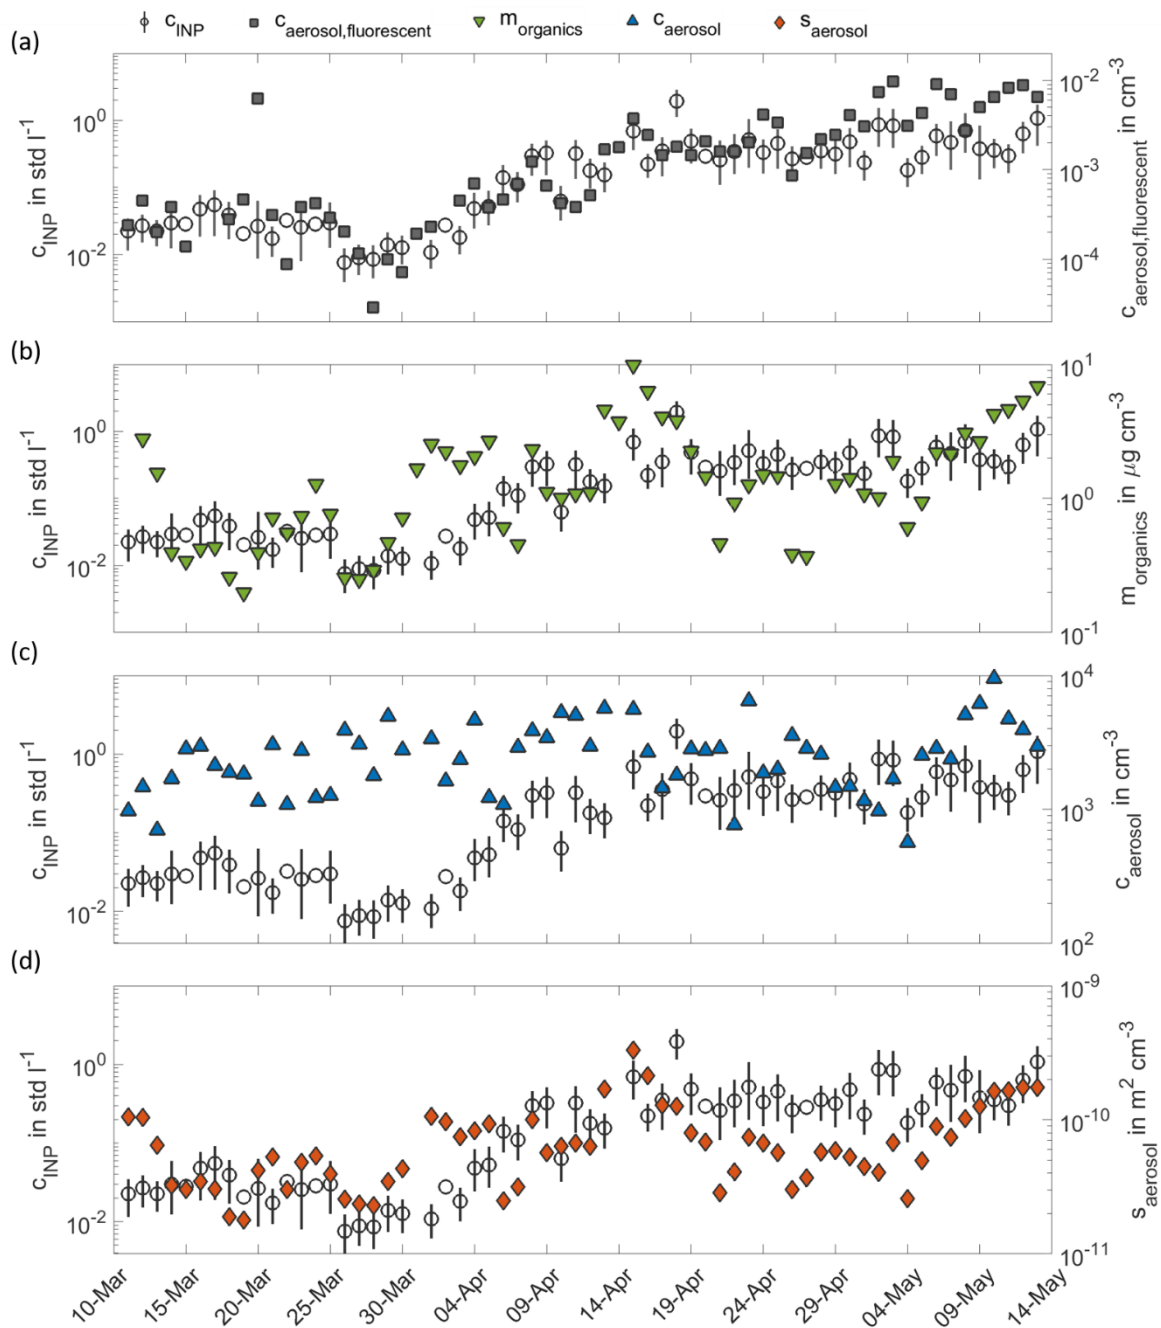 c_INP c_aerosol,fluorescent m_organics c_aerosol s_aerosol
(a)
10^0
10^-2
c_INP in std l^-1
10^-2
10^-3
10^-4
c_aerosol,fluorescent in cm^-3
(b)
10^0
10^-2
c_INP in std l^-1
10^1
10^0
10^-1
m_organics in μg cm^-3
(c)
10^0
10^-2
c_INP in std l^-1
10^4
10^3
10^2
c_aerosol in cm^-3
(d)
10^0
10^-2
c_INP in std l^-1
10^-9
10^-10
10^-11
s_aerosol in m^2 cm^-3
10-Mar 15-Mar 20-Mar 25-Mar 30-Mar 04-Apr 09-Apr 14-Apr 19-Apr 24-Apr 29-Apr 04-May 09-May 14-May